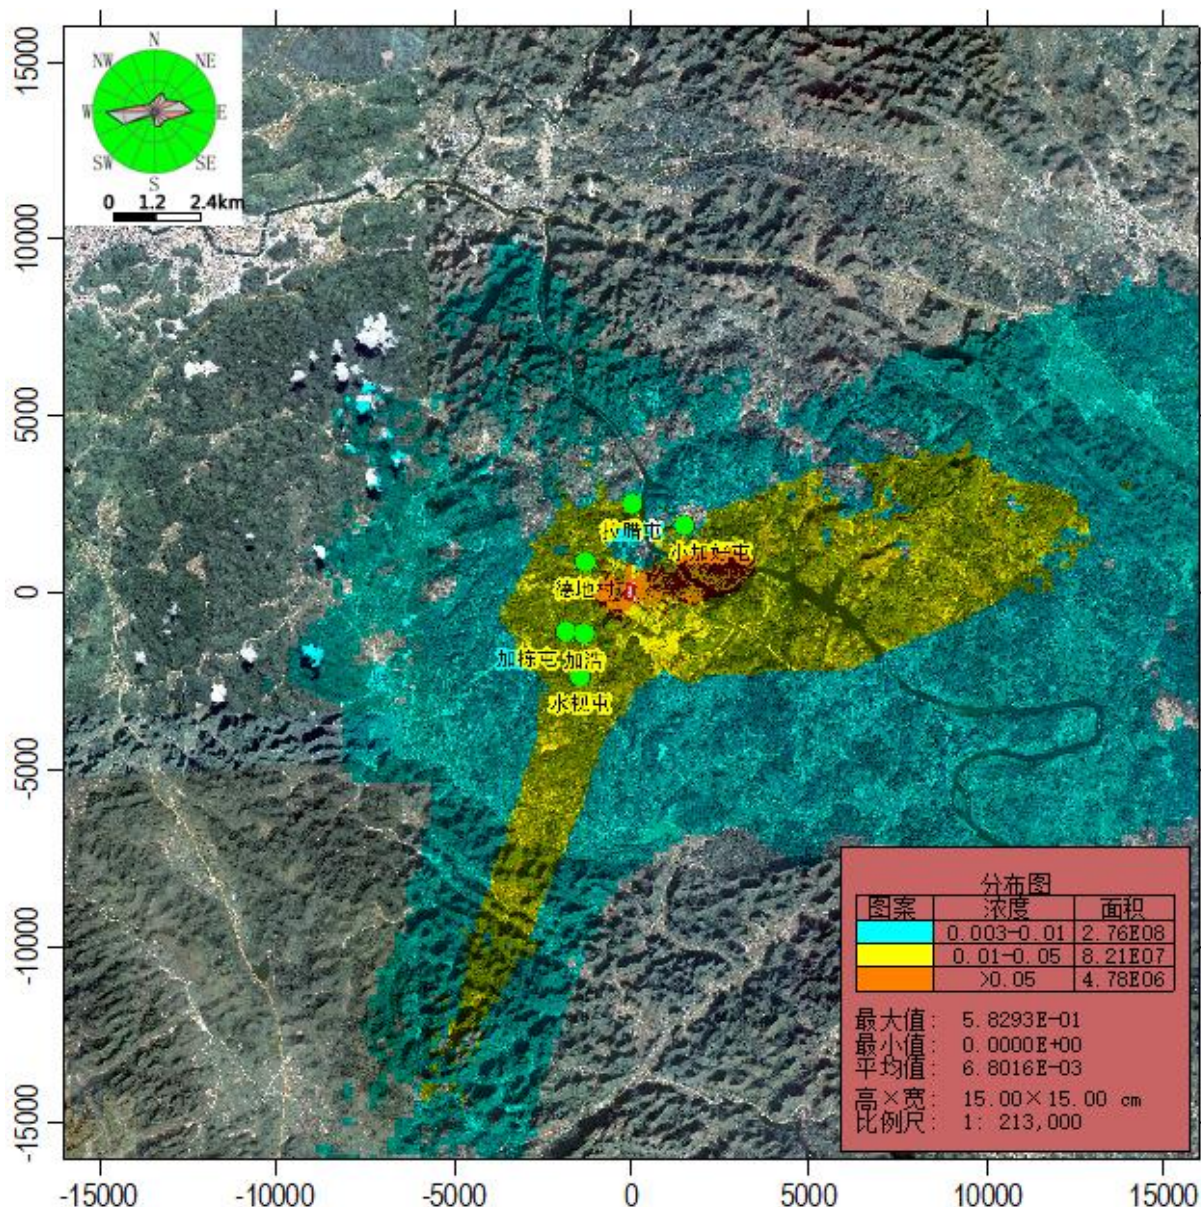 15000
10000
5000
0
-5000
-10000
-15000
N
NW NE
W E
SW SE
S
0 1.2 2.4km
拉腊屯
小加好屯
德地村
加栋屯 加浩
水枧屯
分布图
图案 浓度 面积
0.003-0.01 2.76E08
0.01-0.05 8.21E07
>0.05 4.78E06
最大值: 5.8293E-01
最小值: 0.0000E+00
平均值: 6.8016E-03
高×宽: 15.00×15.00 cm
比例尺: 1: 213,000
-15000 -10000 -5000 0 5000 10000 15000